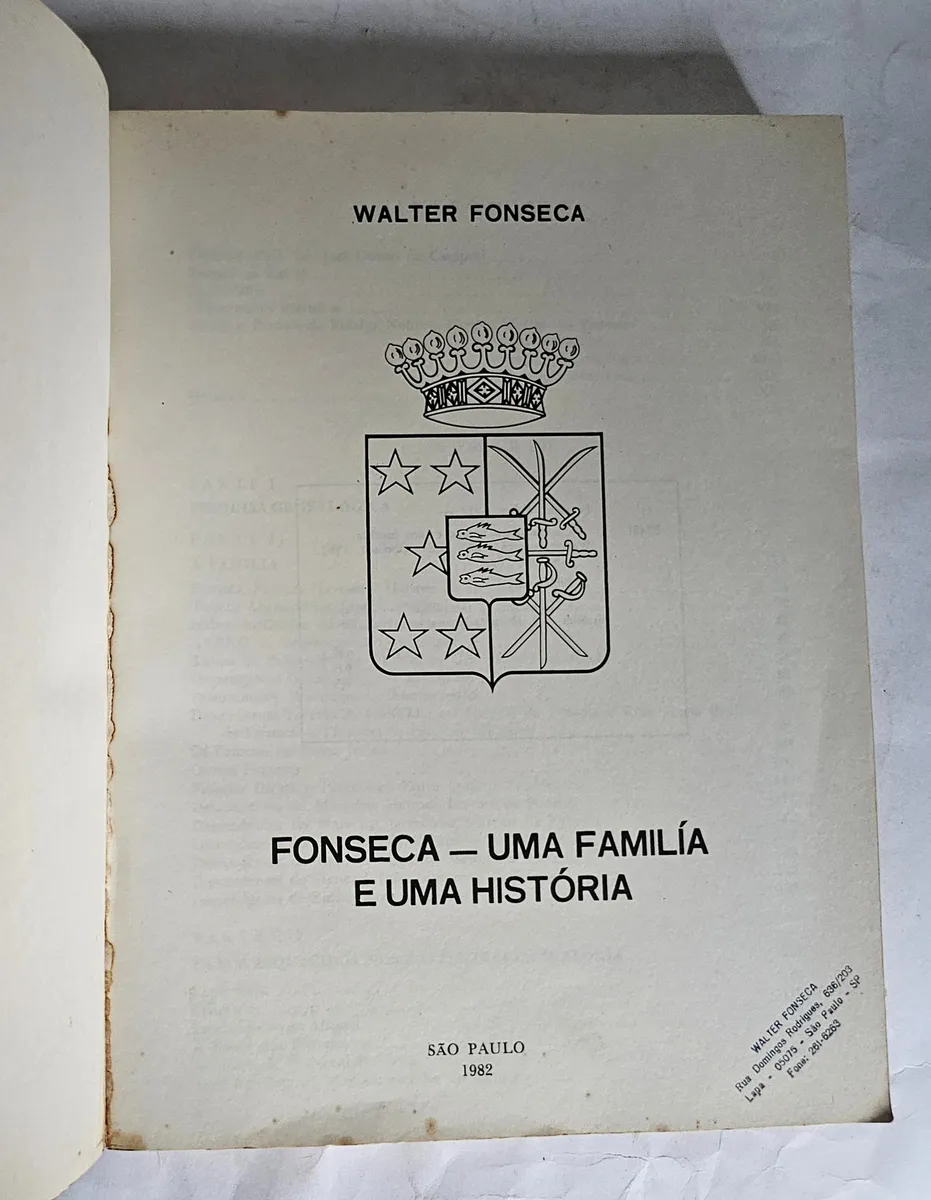 WALTER FONSECA
FONSECA — UMA FAMILÍA
E UMA HISTÓRIA
SÃO PAULO
1982
WALTER FONSECA
Rua Domingos Rodrigues, 636/203
Lapa - 05075 - São Paulo - SP
Fone: 261-6263